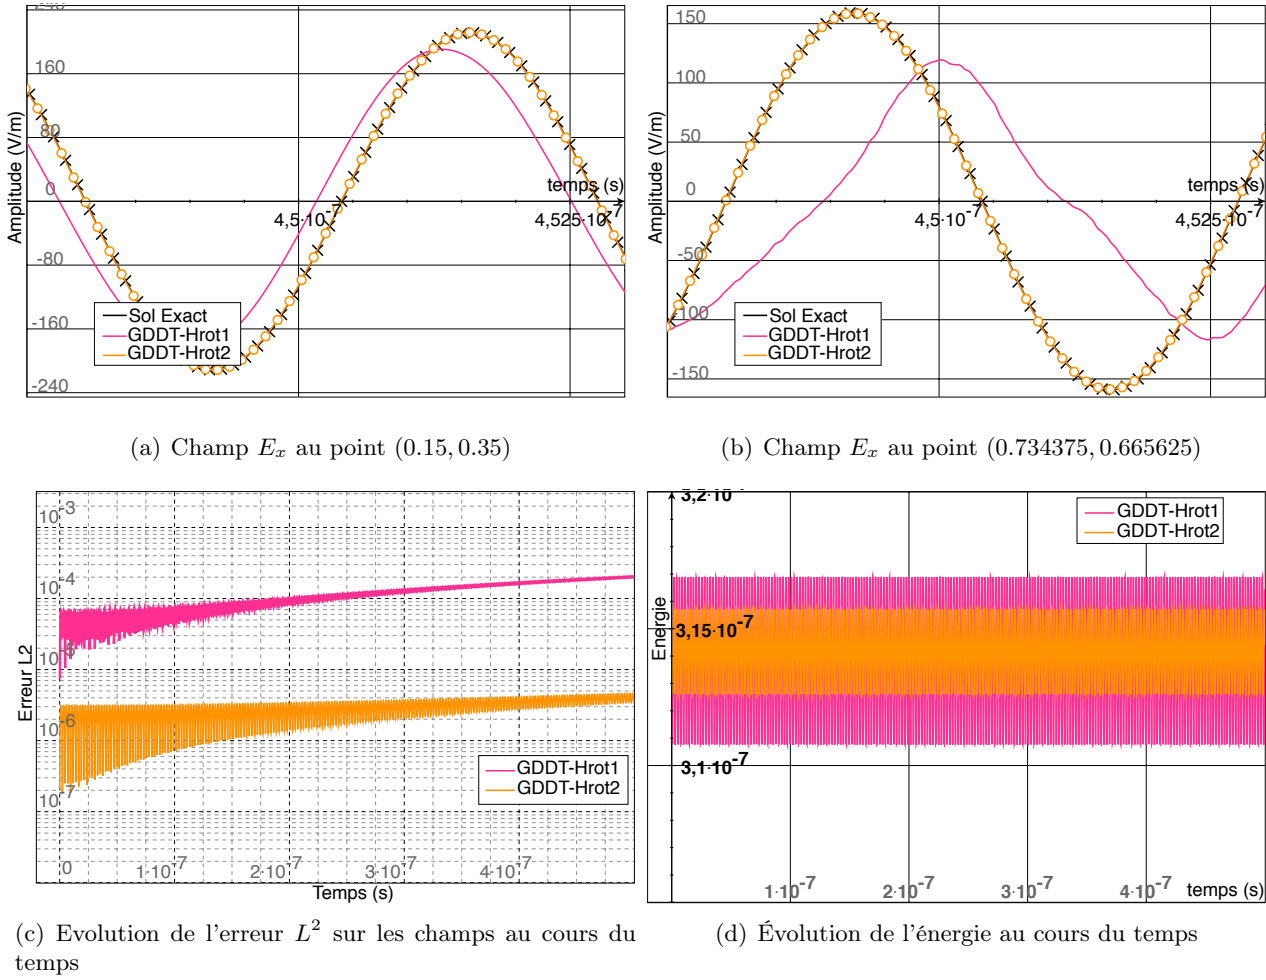 240
160
80
0
-80
-160
-240
Amplitude (V/m)
temps (s)
4,5·10-7
4,525·10-7
Sol Exact
GDDT-Hrot1
GDDT-Hrot2
150
100
50
0
-50
-100
-150
Amplitude (V/m)
temps (s)
4,5·10-7
4,525·10-7
Sol Exact
GDDT-Hrot1
GDDT-Hrot2
(a) Champ Ex au point (0.15, 0.35)
(b) Champ Ex au point (0.734375, 0.665625)
10-3
10-4
10-5
10-6
10-7
Erreur L2
0
1·10-7
2·10-7
3·10-7
4·10-7
Temps (s)
GDDT-Hrot1
GDDT-Hrot2
3,2·10
3,15·10-7
3,1·10-7
Energie
1·10-7
2·10-7
3·10-7
4·10-7
temps (s)
GDDT-Hrot1
GDDT-Hrot2
(c) Evolution de l'erreur L2 sur les champs au cours du
temps
(d) Évolution de l'énergie au cours du temps